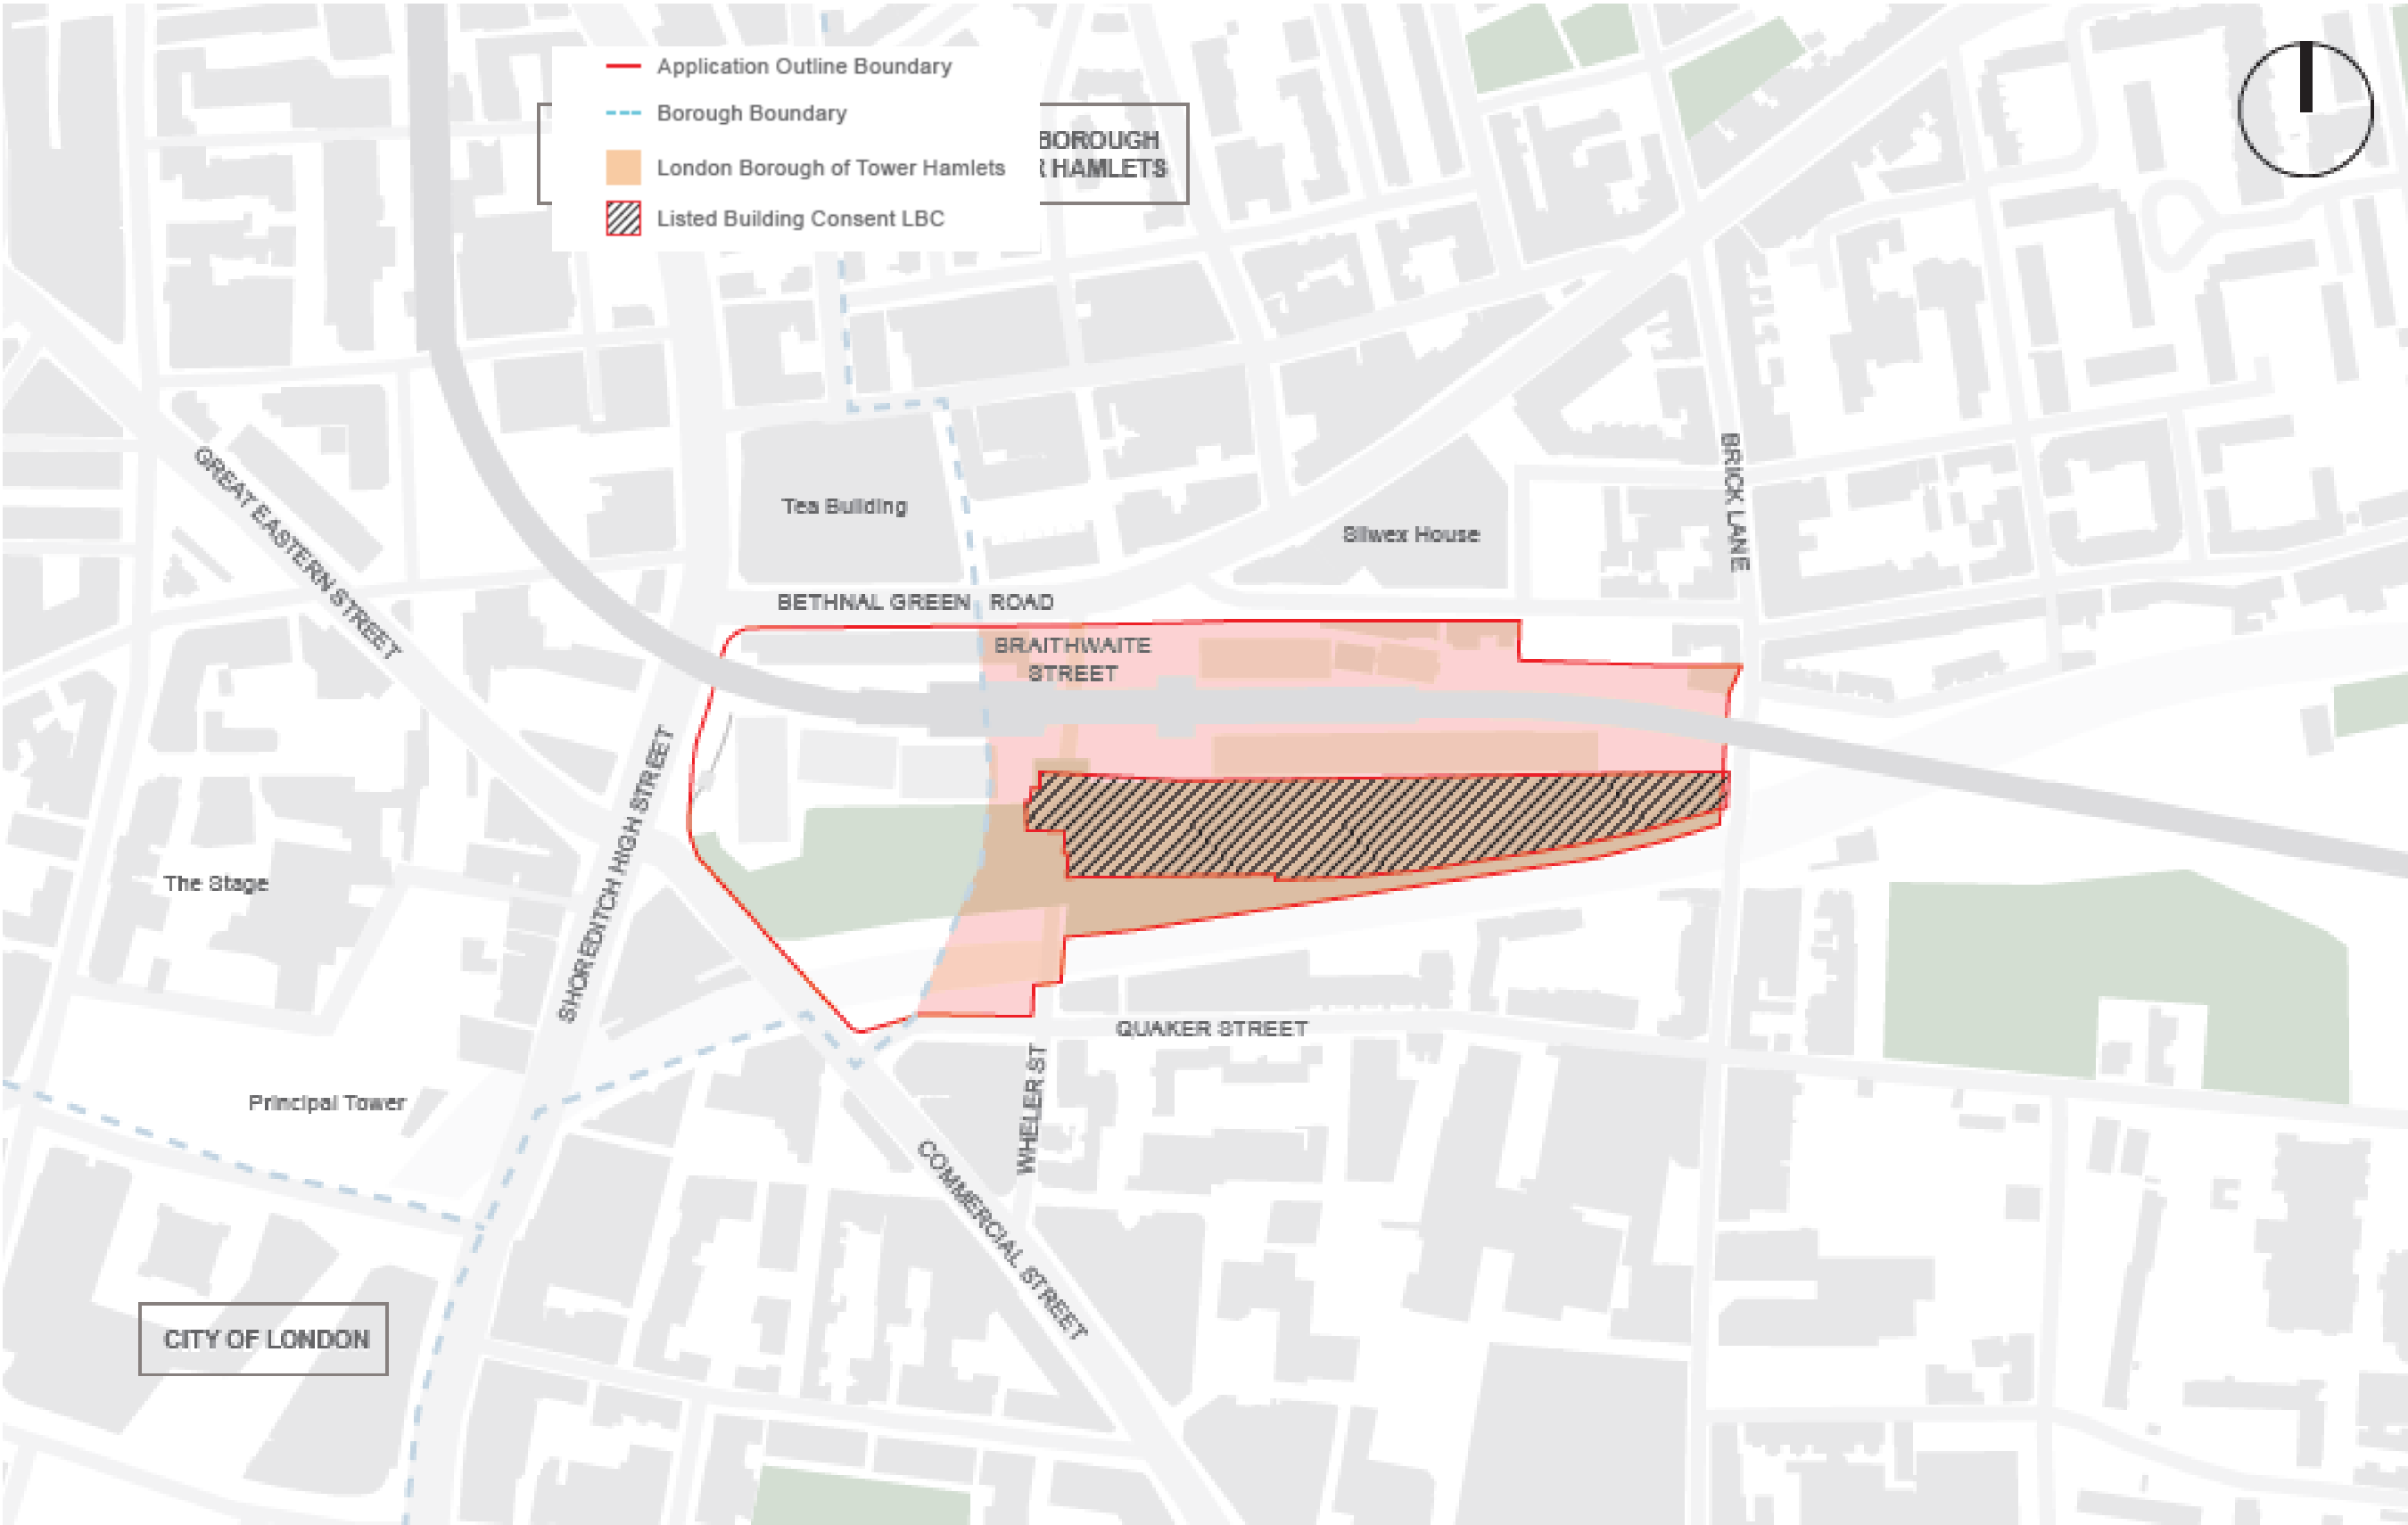 Application Outline Boundary
Borough Boundary
London Borough of Tower Hamlets
Listed Building Consent LBC
BOROUGH
HAMLETS
GREAT EASTERN STREET
Tea Building
Silwex House
BRICK LANE
BETHNAL GREEN ROAD
BRAITHWAITE
STREET
SHOREDITCH HIGH STREET
The Stage
QUAKER STREET
WHELER ST
Principal Tower
COMMERCIAL STREET
CITY OF LONDON